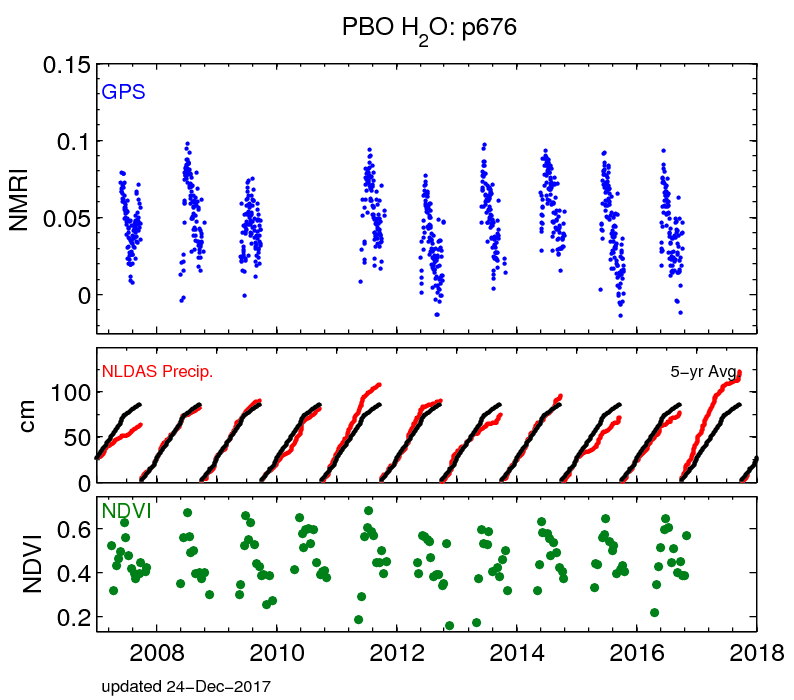 PBO H2O: p676
0.15
GPS
0.1
NMRI
0.05
0
NLDAS Precip. 5−yr Avg.
100
cm
50
0
NDVI
0.6
NDVI
0.4
0.2
2008 2010 2012 2014 2016 2018
updated 24−Dec−2017